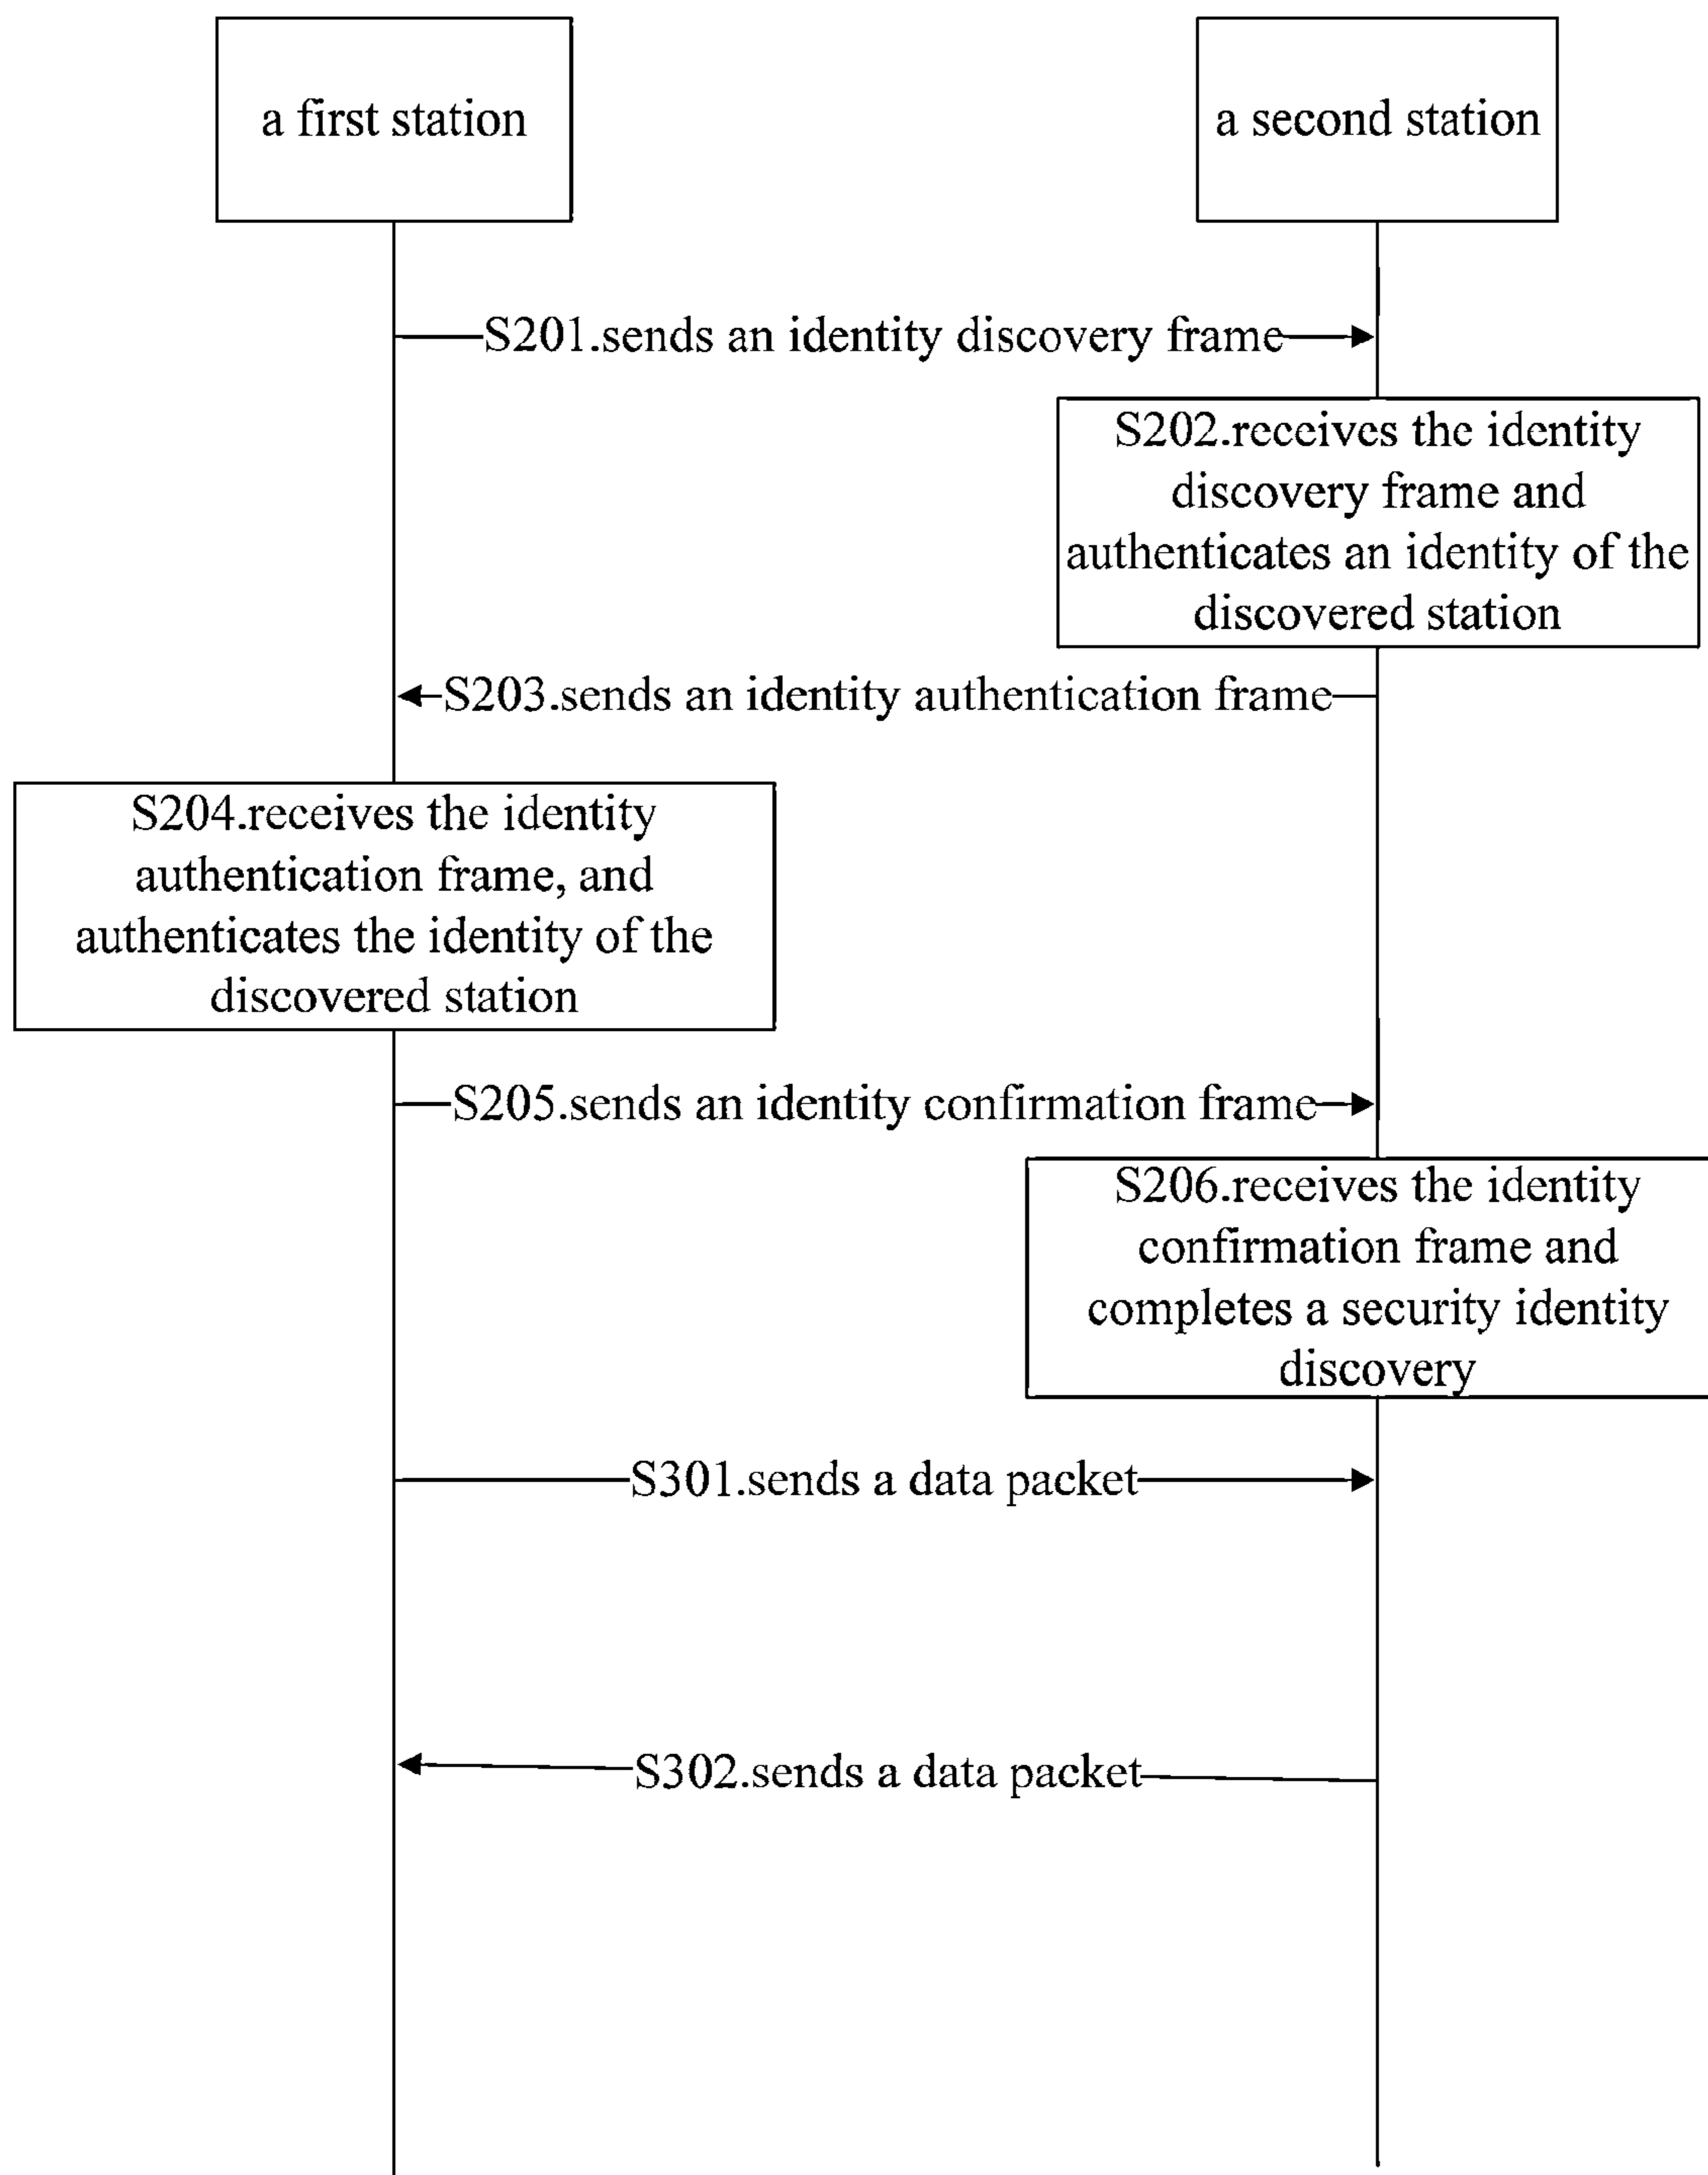 a first station
a second station
S201.sends an identity discovery frame
S202.receives the identity
discovery frame and
authenticates an identity of the
discovered station
S203.sends an identity authentication frame
S204.receives the identity
authentication frame, and
authenticates the identity of the
discovered station
S205.sends an identity confirmation frame
S206.receives the identity
confirmation frame and
completes a security identity
discovery
S301.sends a data packet
S302.sends a data packet